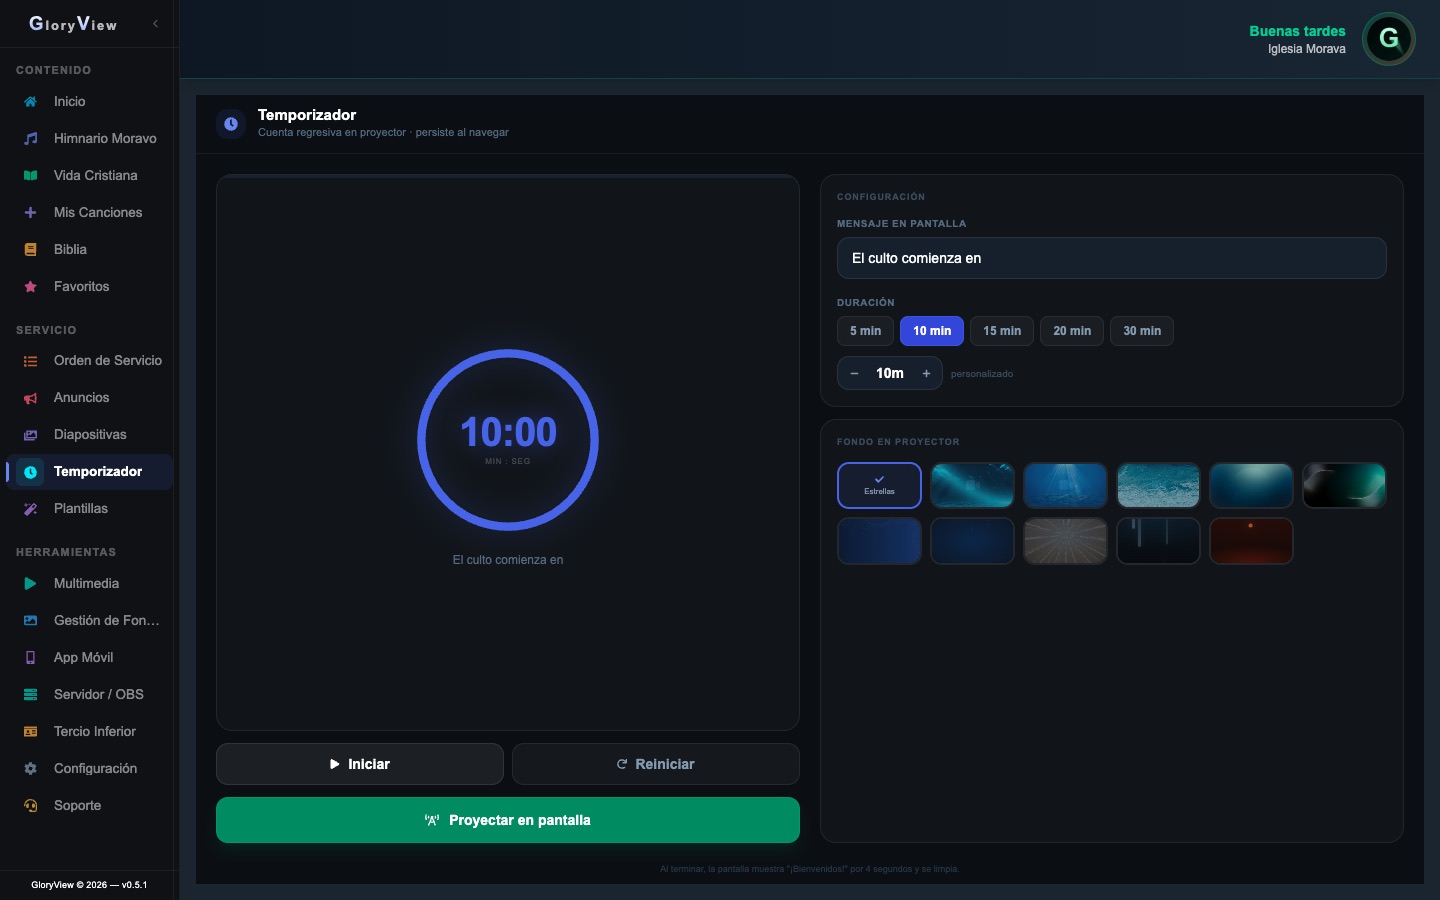 GloryView
CONTENIDO
Inicio
Himnario Moravo
Vida Cristiana
Mis Canciones
Biblia
Favoritos
SERVICIO
Orden de Servicio
Anuncios
Diapositivas
Temporizador
Plantillas
HERRAMIENTAS
Multimedia
Gestión de Fon...
App Móvil
Servidor / OBS
Tercio Inferior
Configuración
Soporte
GloryView © 2026 — v0.5.1
Buenas tardes
Iglesia Morava
G
Temporizador
Cuenta regresiva en proyector · persiste al navegar
10:00
MIN : SEG
El culto comienza en
Iniciar
Reiniciar
Proyectar en pantalla
CONFIGURACIÓN
MENSAJE EN PANTALLA
El culto comienza en
DURACIÓN
5 min
10 min
15 min
20 min
30 min
− 10m +
personalizado
FONDO EN PROYECTOR
Estrellas
Al terminar, la pantalla muestra "¡Bienvenidos!" por 4 segundos y se limpia.